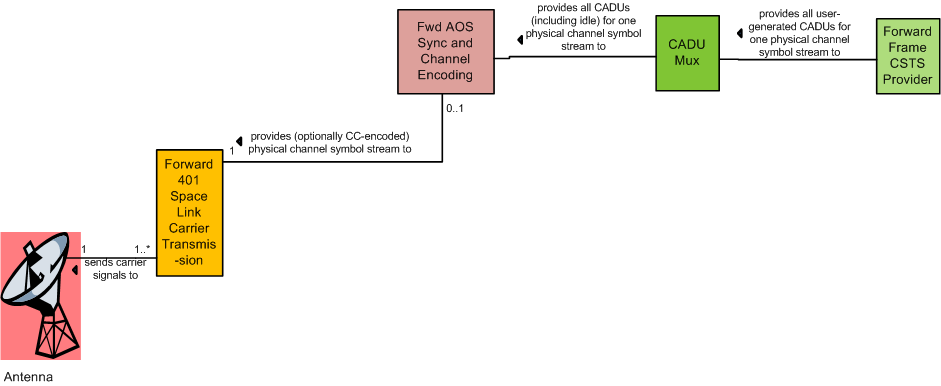 provides all CADUs
(including idle) for one
physical channel symbol
stream to
provides all user-
generated CADUs for
one physical channel
symbol stream to
Fwd AOS
Sync and
Channel
Encoding
CADU
Mux
Forward
Frame
CSTS
Provider
0..1
provides (optionally CC-encoded)
physical channel symbol stream to
1
Forward
401
Space
Link
Carrier
Transmis
-sion
1
1..*
sends carrier
signals to
Antenna